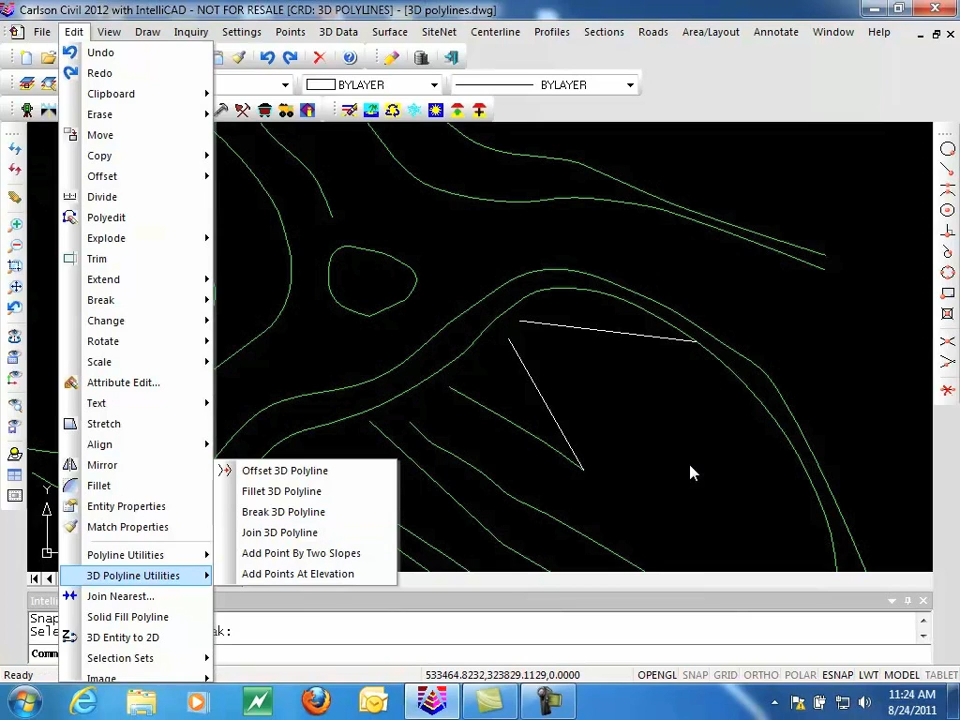 Carlson Civil 2012 with IntelliCAD - NOT FOR RESALE [CRD: 3D POLYLINES] - [3D polylines.dwg]
File Edit View Draw Inquiry Settings Points 3D Data Surface SiteNet Centerline Profiles Sections Roads Area/Layout Annotate Window Help
Undo
Redo
BYLAYER BYLAYER
Clipboard
Erase
Move
Copy
Offset
Divide
Polyedit
Explode
Trim
Extend
Break
Change
Rotate
Scale
Attribute Edit...
Text
Stretch
Align
Mirror
Fillet
Entity Properties
Match Properties
Polyline Utilities
3D Polyline Utilities
Join Nearest...
Solid Fill Polyline
3D Entity to 2D
Selection Sets
Image
Offset 3D Polyline
Fillet 3D Polyline
Break 3D Polyline
Join 3D Polyline
Add Point By Two Slopes
Add Points At Elevation
Y
Ready 533464.8232,323829.1129,0.0000 OPENGL SNAP GRID ORTHO POLAR ESNAP LWT MODEL TABLET
11:24 AM
8/24/2011